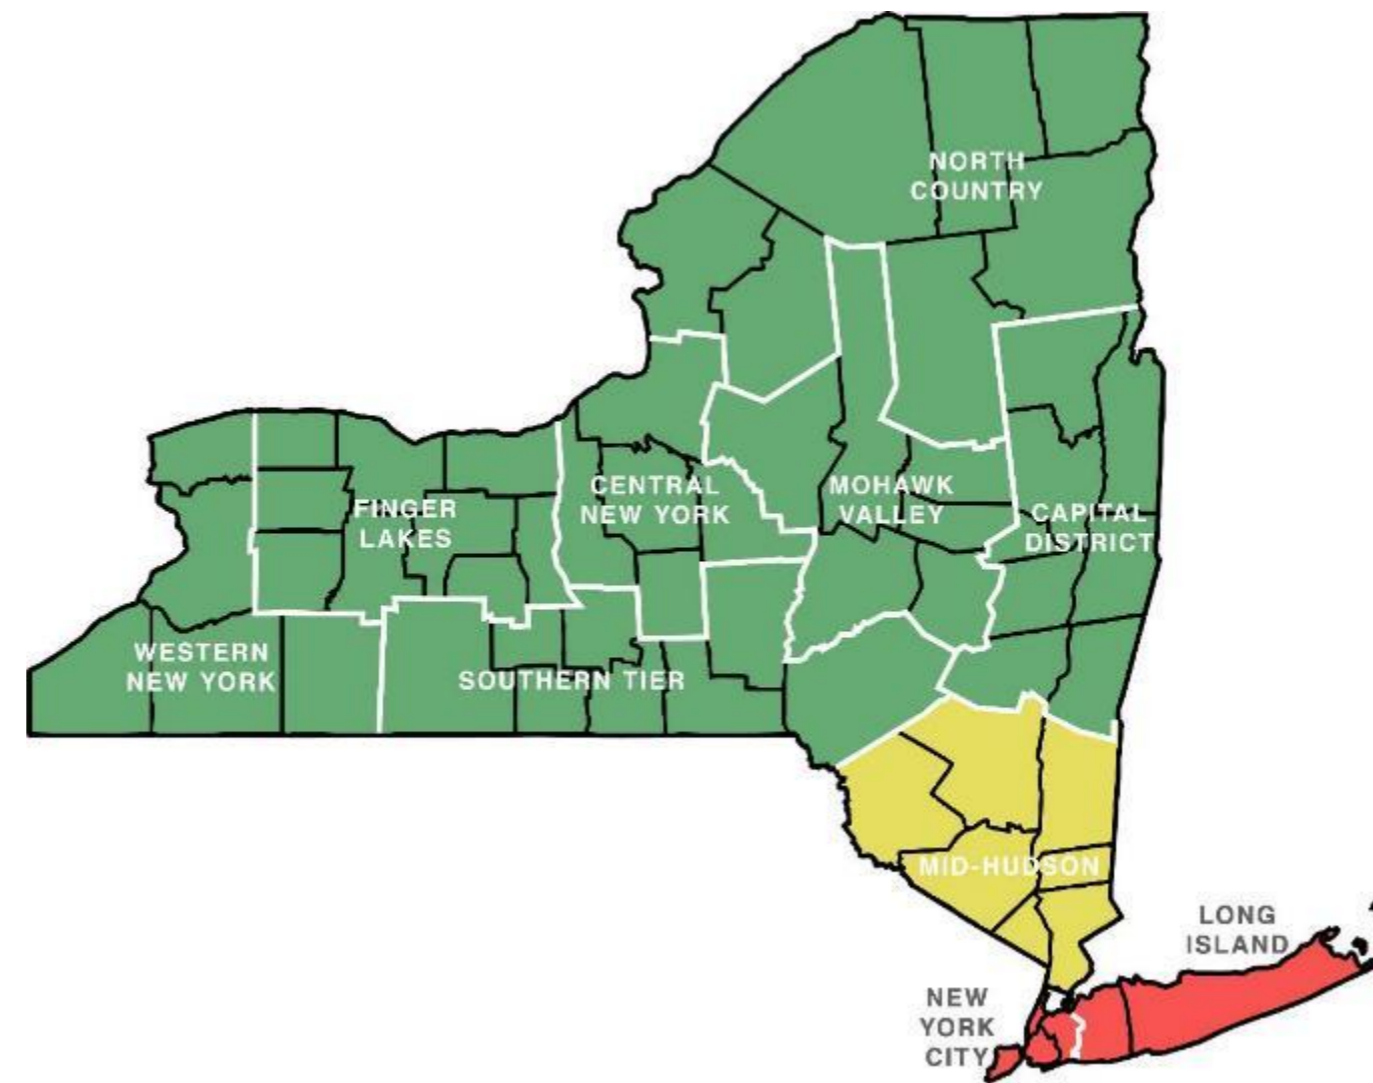 NORTH
COUNTRY
FINGER
LAKES
CENTRAL
NEW YORK
MOHAWK
VALLEY
CAPITAL
DISTRICT
WESTERN
NEW YORK
SOUTHERN TIER
MID-HUDSON
LONG
ISLAND
NEW
YORK
CITY